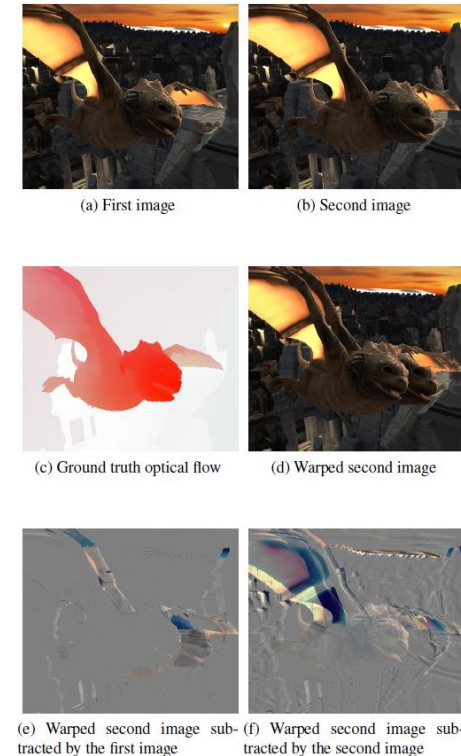 (a) First image
(b) Second image
(c) Ground truth optical flow
(d) Warped second image
(e) Warped second image sub-
tracted by the first image
(f) Warped second image sub-
tracted by the second image